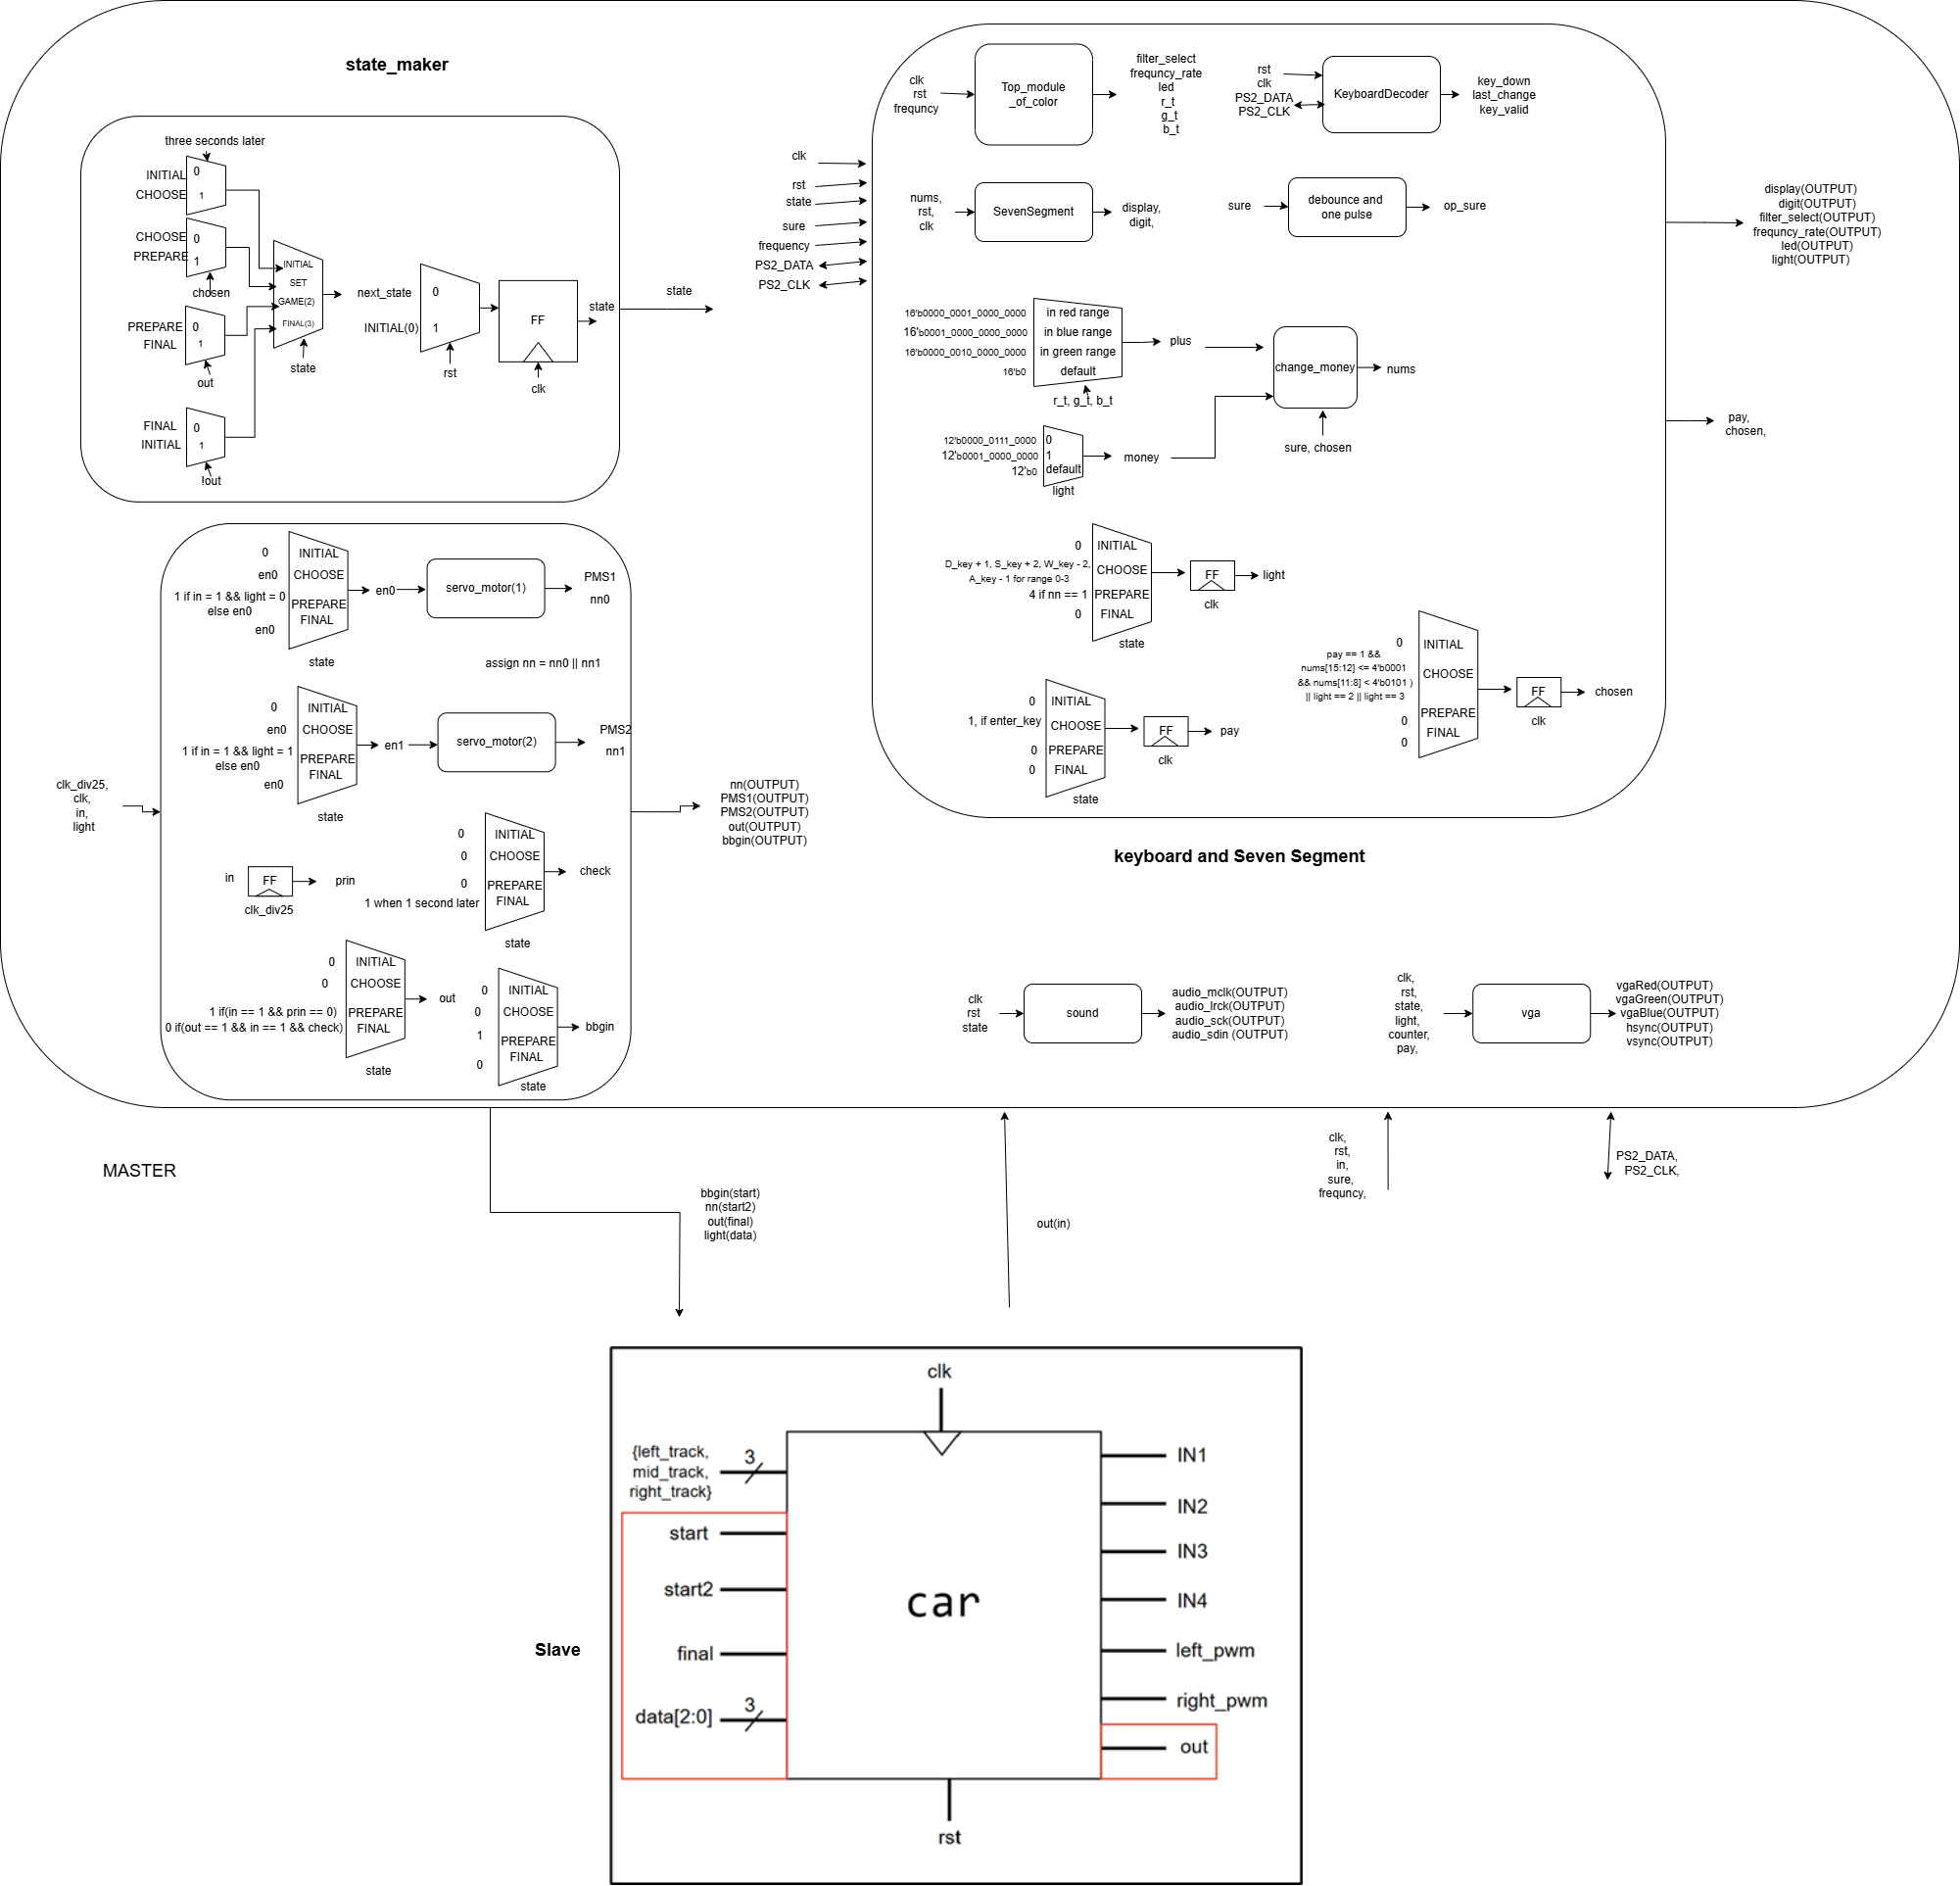 state_maker
three seconds later
INITIAL
CHOOSE
0
1
CHOOSE
PREPARE
0
1
chosen
PREPARE
FINAL
0
1
out
FINAL
INITIAL
0
1
!out
INITIAL
SET
GAME(2)
FINAL(3)
state
next_state
INITIAL(0)
0
1
rst
FF
clk
state
state
clk_div25,
clk,
in,
light
0
en0
1 if in = 1 && light = 0
else en0
en0
INITIAL
CHOOSE
PREPARE
FINAL
state
en0
servo_motor(1)
PMS1
nn0
assign nn = nn0 || nn1
0
en0
1 if in = 1 && light = 1
else en0
en0
INITIAL
CHOOSE
PREPARE
FINAL
state
en1
servo_motor(2)
PMS2
nn1
in
FF
clk_div25
prin
0
0
0
1 when 1 second later
INITIAL
CHOOSE
PREPARE
FINAL
state
check
0
0
1 if(in == 1 && prin == 0)
0 if(out == 1 && in == 1 && check)
INITIAL
CHOOSE
PREPARE
FINAL
state
out
0
0
1
0
INITIAL
CHOOSE
PREPARE
FINAL
state
bbgin
nn(OUTPUT)
PMS1(OUTPUT)
PMS2(OUTPUT)
out(OUTPUT)
bbgin(OUTPUT)
clk
rst
state
sure
frequency
PS2_DATA
PS2_CLK
clk
rst
frequncy
Top_module
_of_color
filter_select
frequncy_rate
led
r_t
g_t
b_t
rst
clk
PS2_DATA
PS2_CLK
KeyboardDecoder
key_down
last_change
key_valid
nums,
rst,
clk
SevenSegment
display,
digit,
sure
debounce and
one pulse
op_sure
16'b0000_0001_0000_0000
16'b0001_0000_0000_0000
16'b0000_0010_0000_0000
16'b0
in red range
in blue range
in green range
default
r_t, g_t, b_t
plus
12'b0000_0111_0000
12'b0001_0000_0000
12'b0
0
1
default
light
money
change_money
sure, chosen
nums
0
D_key + 1, S_key + 2, W_key - 2,
A_key - 1 for range 0-3
4 if nn == 1
0
INITIAL
CHOOSE
PREPARE
FINAL
state
FF
clk
light
0
1, if enter_key
0
0
INITIAL
CHOOSE
PREPARE
FINAL
state
FF
clk
pay
0
pay == 1 &&
nums[15:12] <= 4'b0001
&& nums[11:8] < 4'b0101 )
|| light == 2 || light == 3
0
0
INITIAL
CHOOSE
PREPARE
FINAL
FF
clk
chosen
display(OUTPUT)
digit(OUTPUT)
filter_select(OUTPUT)
frequncy_rate(OUTPUT)
led(OUTPUT)
light(OUTPUT)
pay,
chosen,
keyboard and Seven Segment
clk
rst
state
sound
audio_mclk(OUTPUT)
audio_lrck(OUTPUT)
audio_sck(OUTPUT)
audio_sdin (OUTPUT)
clk,
rst,
state,
light,
counter,
pay,
vga
vgaRed(OUTPUT)
vgaGreen(OUTPUT)
vgaBlue(OUTPUT)
hsync(OUTPUT)
vsync(OUTPUT)
MASTER
bbgin(start)
nn(start2)
out(final)
light(data)
out(in)
clk,
rst,
in,
sure,
frequncy,
PS2_DATA,
PS2_CLK,
Slave
clk
{left_track,
mid_track,
right_track}
3
start
start2
final
data[2:0]
3
car
IN1
IN2
IN3
IN4
left_pwm
right_pwm
out
rst